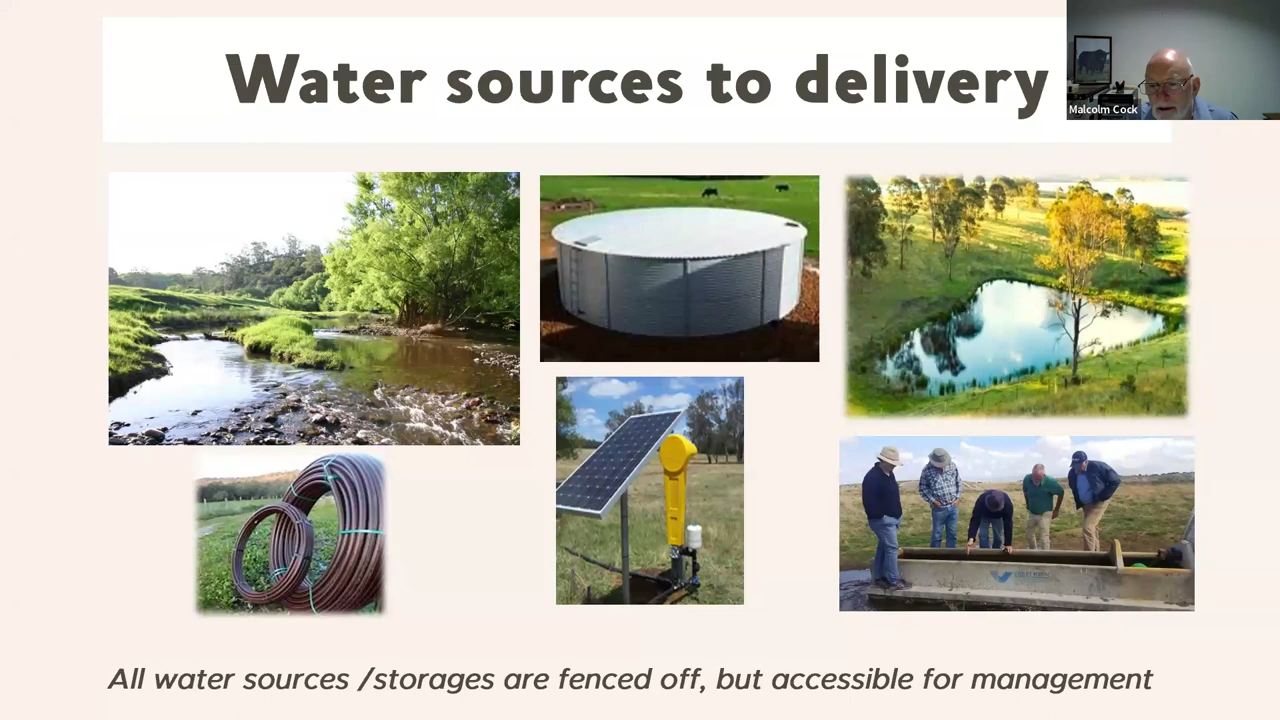 Water sources to delivery
Malcolm Cock
All water sources /storages are fenced off, but accessible for management